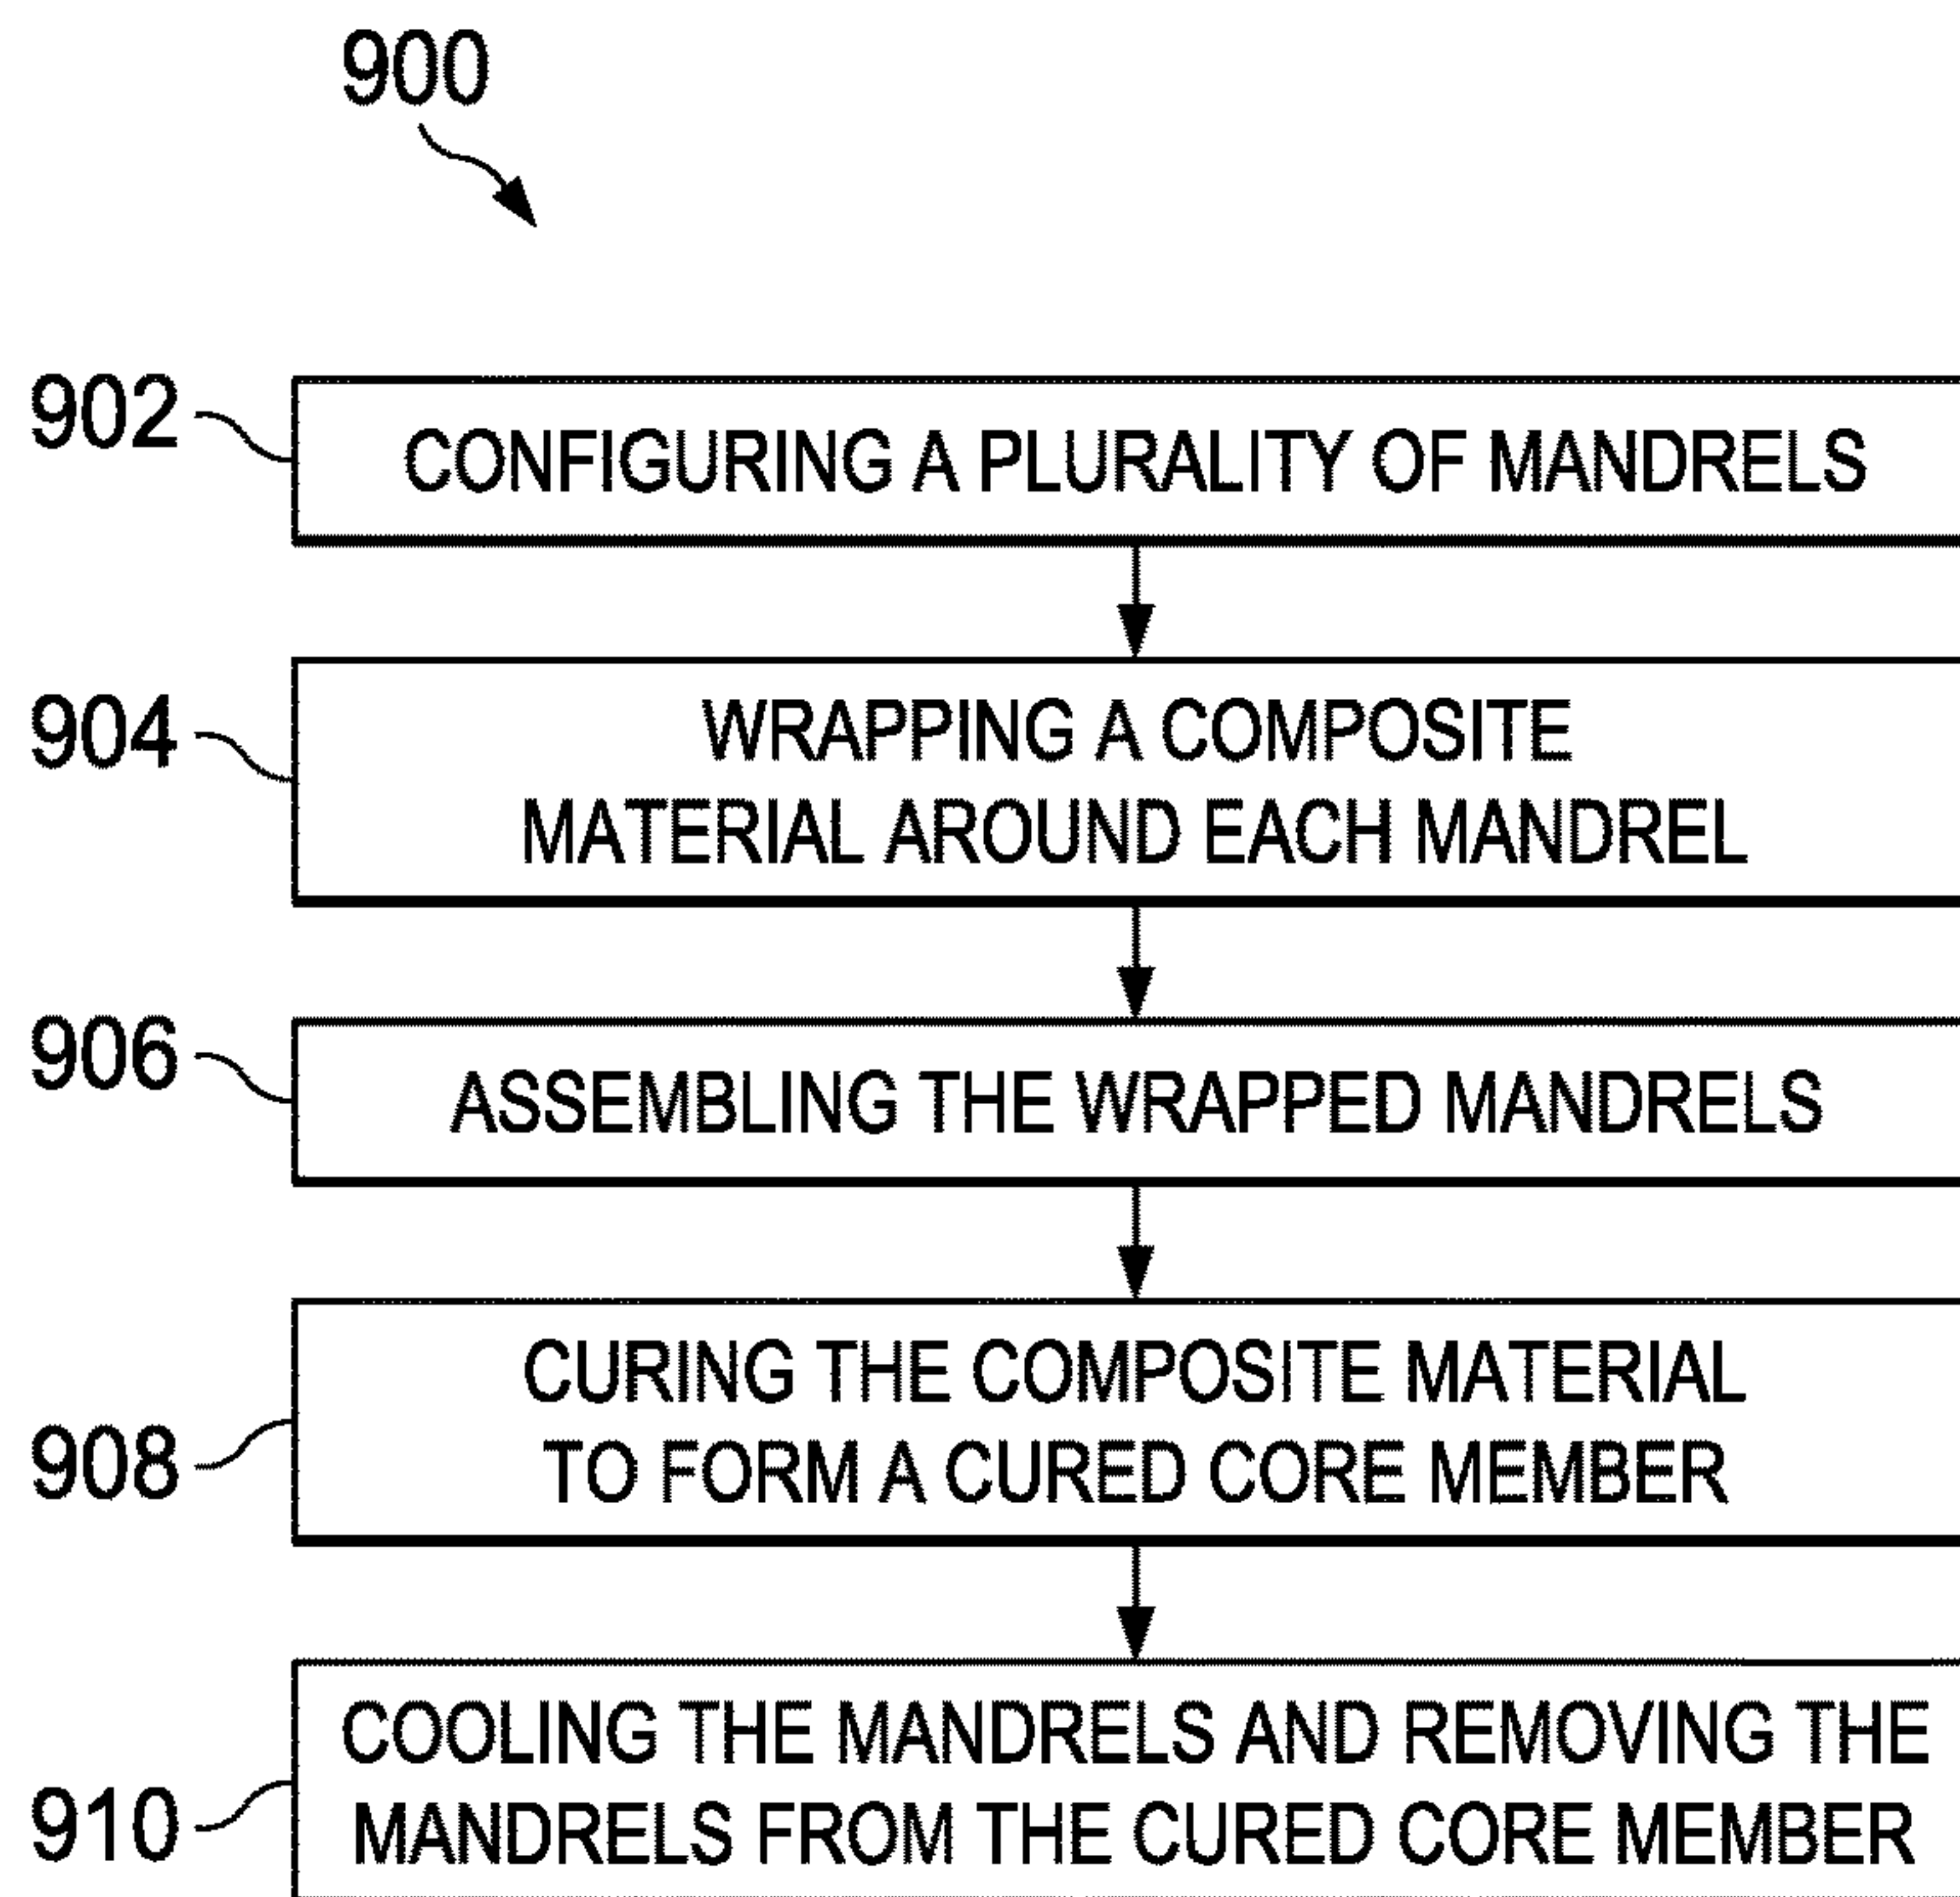 900
902
CONFIGURING A PLURALITY OF MANDRELS
904
WRAPPING A COMPOSITE
MATERIAL AROUND EACH MANDREL
906
ASSEMBLING THE WRAPPED MANDRELS
908
CURING THE COMPOSITE MATERIAL
TO FORM A CURED CORE MEMBER
910
COOLING THE MANDRELS AND REMOVING THE
MANDRELS FROM THE CURED CORE MEMBER